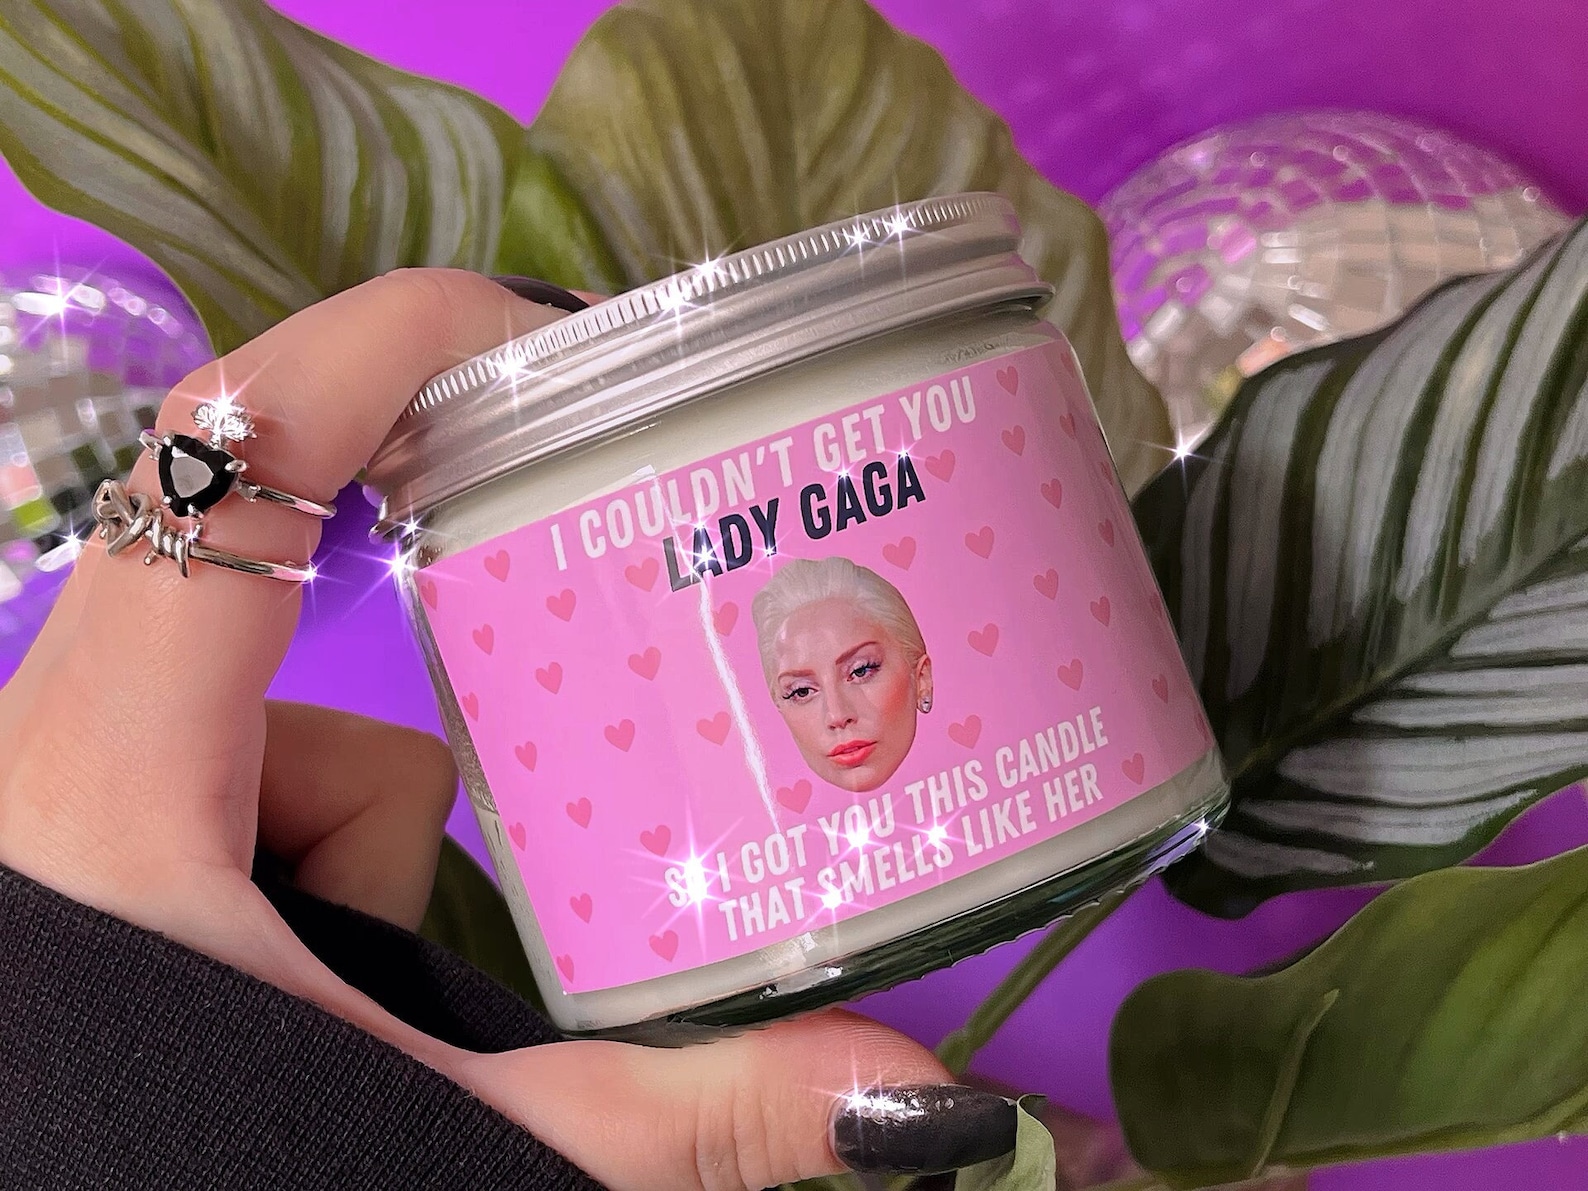 I COULDN'T GET YOU
LADY GAGA
SO I GOT YOU THIS CANDLE
THAT SMELLS LIKE HER